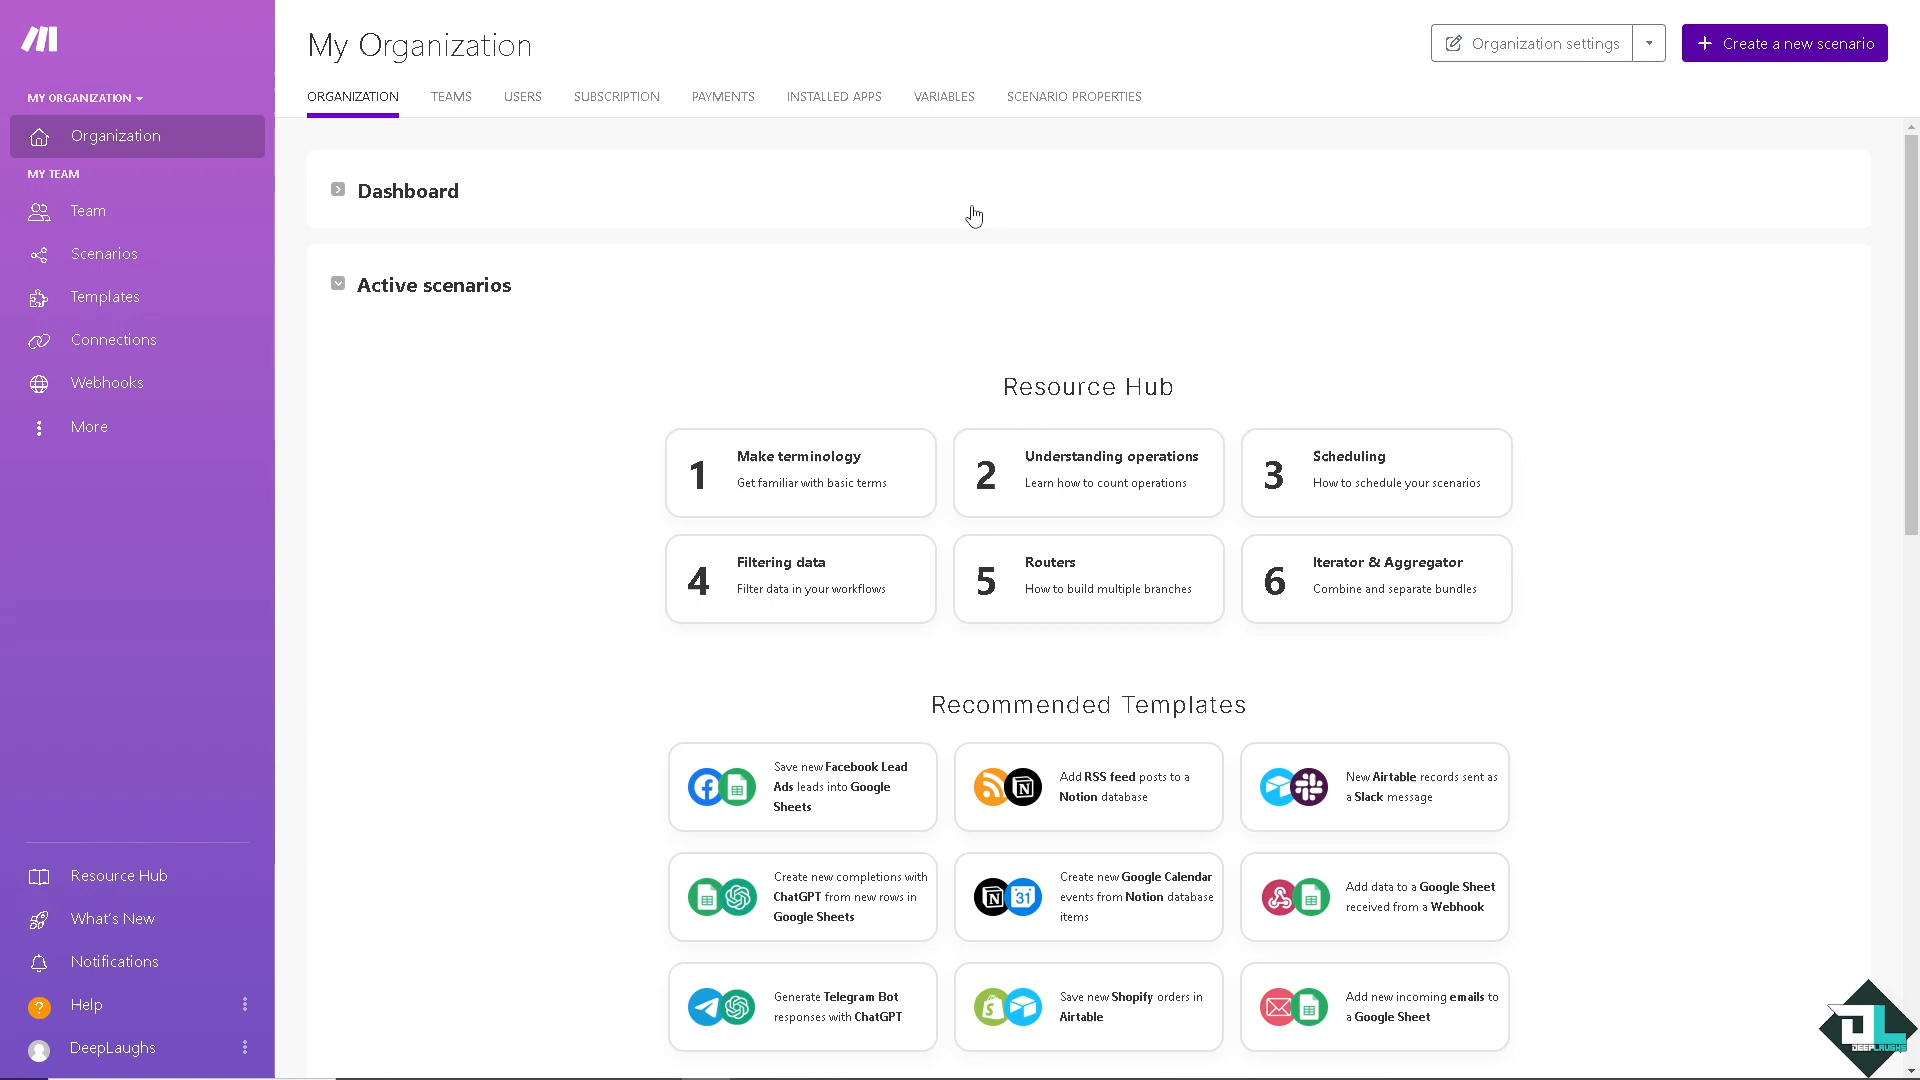 My Organization
Organization settings
+ Create a new scenario
MY ORGANIZATION
ORGANIZATION
TEAMS
USERS
SUBSCRIPTION
PAYMENTS
INSTALLED APPS
VARIABLES
SCENARIO PROPERTIES
Organization
MY TEAM
Team
Scenarios
Templates
Connections
Webhooks
More
Resource Hub
What's New
Notifications
? Help
DeepLaughs
Dashboard
Active scenarios
Resource Hub
1
Make terminology
Get familiar with basic terms
2
Understanding operations
Learn how to count operations
3
Scheduling
How to schedule your scenarios
4
Filtering data
Filter data in your workflows
5
Routers
How to build multiple branches
6
Iterator & Aggregator
Combine and separate bundles
Recommended Templates
Save new Facebook Lead
Ads leads into Google
Sheets
Add RSS feed posts to a
Notion database
New Airtable records sent as
a Slack message
Create new completions with
ChatGPT from new rows in
Google Sheets
31
Create new Google Calendar
events from Notion database
items
Add data to a Google Sheet
received from a Webhook
Generate Telegram Bot
responses with ChatGPT
Save new Shopify orders in
Airtable
Add new incoming emails to
a Google Sheet
DL
DEEPLAUGHS